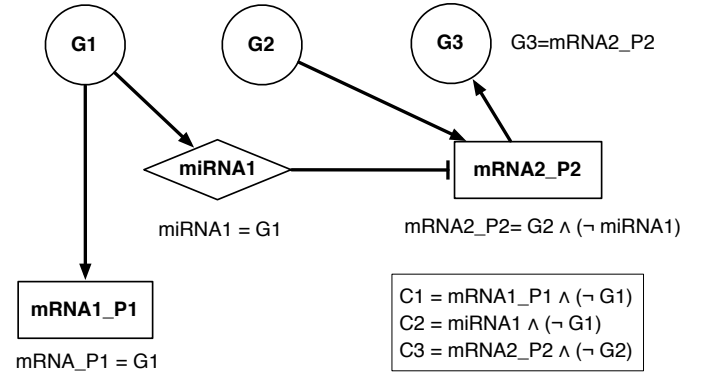 G1
G2
G3
G3=mRNA2_P2
miRNA1
mRNA2_P2
miRNA1 = G1
mRNA2_P2= G2 ∧ (¬ miRNA1)
mRNA1_P1
mRNA_P1 = G1
C1 = mRNA1_P1 ∧ (¬ G1)
C2 = miRNA1 ∧ (¬ G1)
C3 = mRNA2_P2 ∧ (¬ G2)